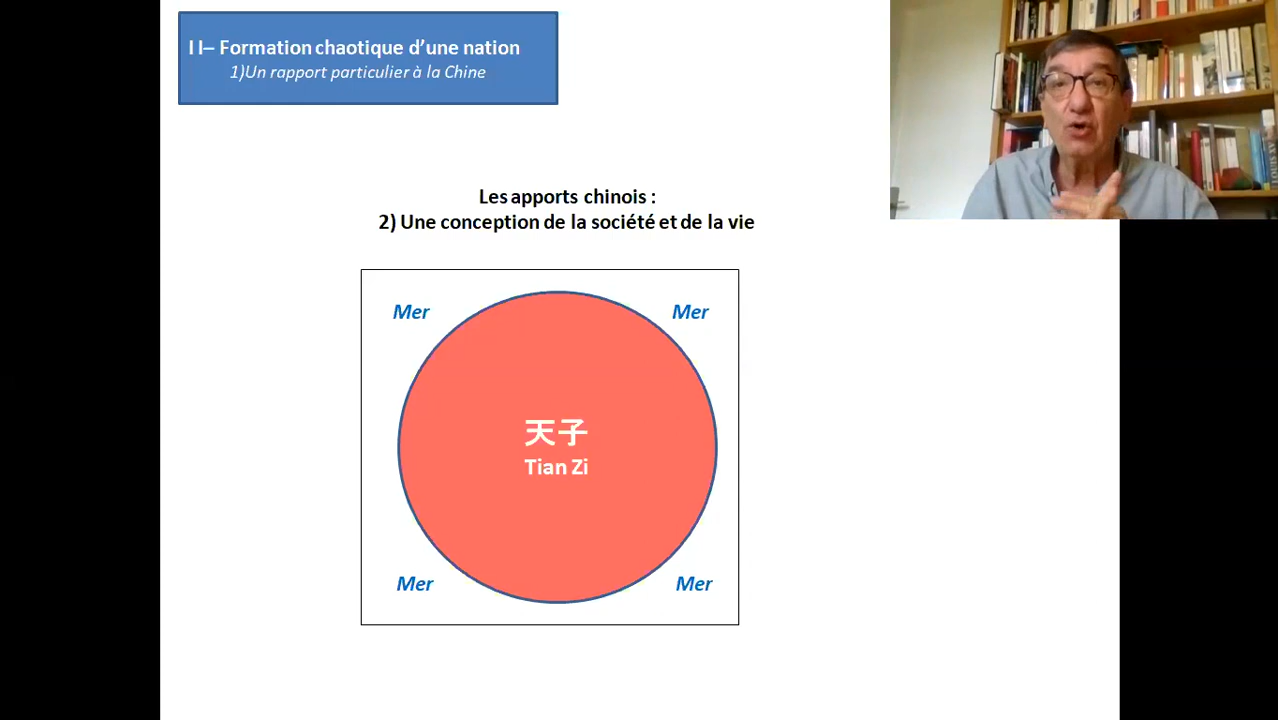 I I– Formation chaotique d’une nation
1)Un rapport particulier à la Chine
Les apports chinois :
2) Une conception de la société et de la vie
Mer
Mer
天子
Tian Zi
Mer
Mer